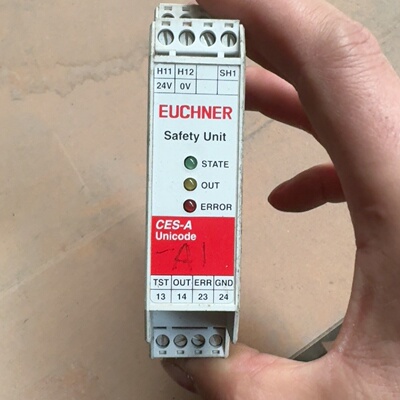 H11 H12 SH1
24V 0V
EUCHNER
Safety Unit
STATE
OUT
ERROR
CES-A
Unicode
-A1
TST OUT ERR GND
13 14 23 24